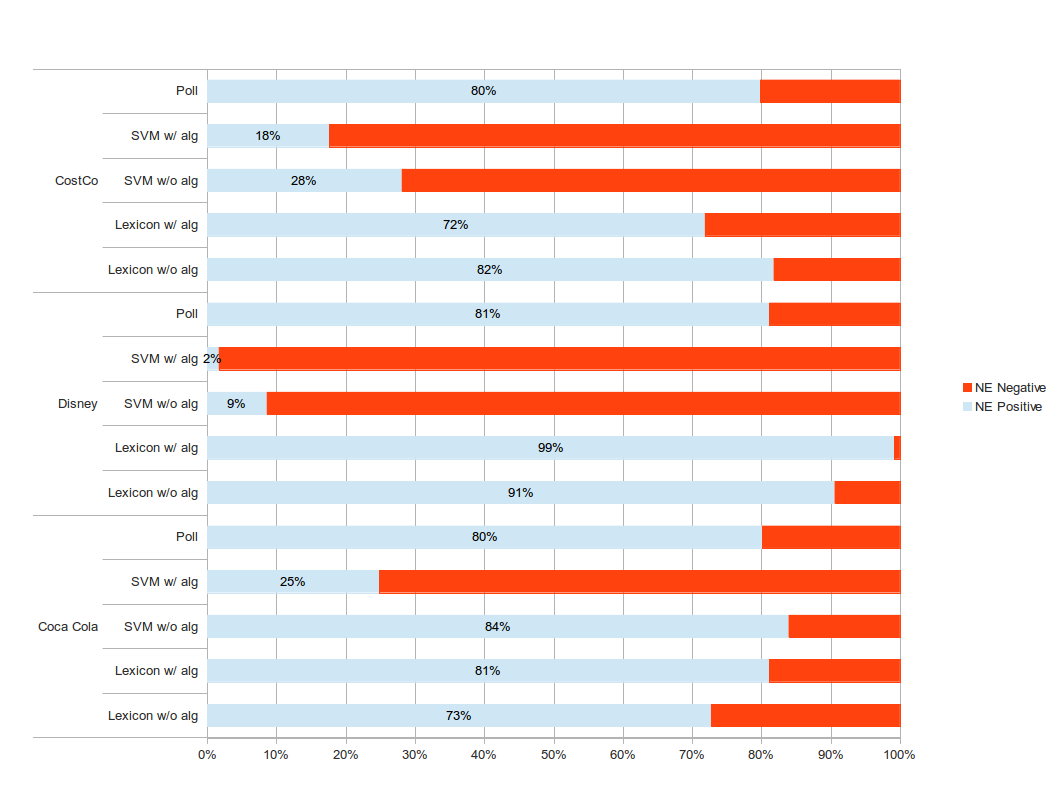 Poll 80%
SVM w/ alg 18%
CostCo SVM w/o alg 28%
Lexicon w/ alg 72%
Lexicon w/o alg 82%
Poll 81%
SVM w/ alg 2%
Disney SVM w/o alg 9%
Lexicon w/ alg 99%
Lexicon w/o alg 91%
Poll 80%
SVM w/ alg 25%
Coca Cola SVM w/o alg 84%
Lexicon w/ alg 81%
Lexicon w/o alg 73%
0% 10% 20% 30% 40% 50% 60% 70% 80% 90% 100%
NE Negative
NE Positive